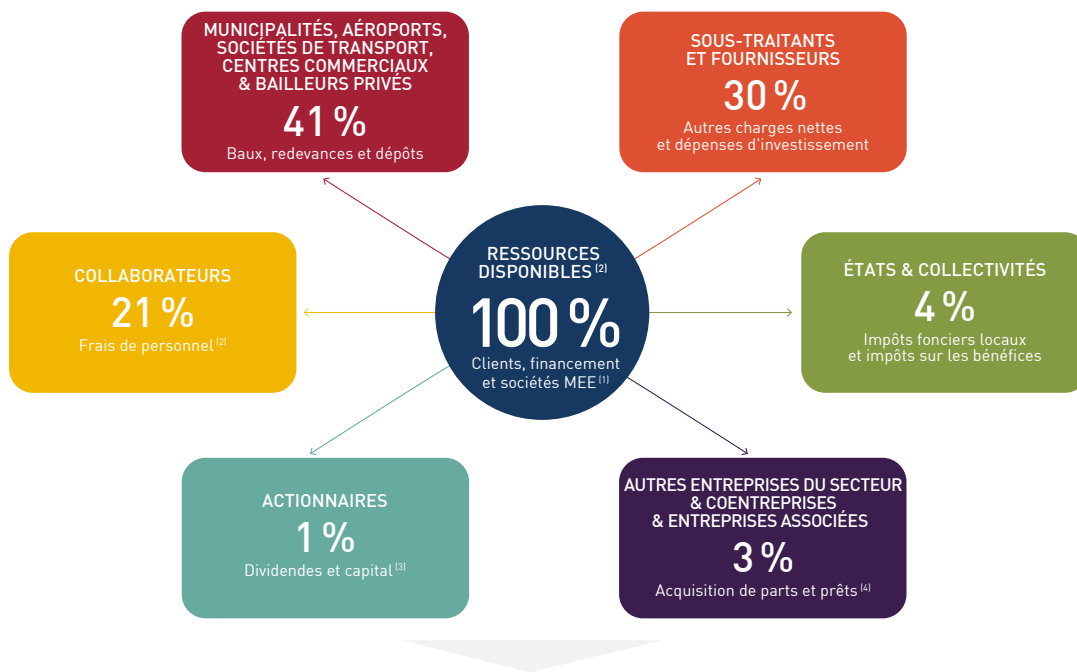 MUNICIPALITÉS, AÉROPORTS,
SOCIÉTÉS DE TRANSPORT,
CENTRES COMMERCIAUX
& BAILLEURS PRIVÉS
41 %
Baux, redevances et dépôts
SOUS-TRAITANTS
ET FOURNISSEURS
30 %
Autres charges nettes
et dépenses d'investissement
COLLABORATEURS
21 %
Frais de personnel (2)
RESSOURCES
DISPONIBLES (2)
100 %
Clients, financement
et sociétés MEE (1)
ÉTATS & COLLECTIVITÉS
4 %
Impôts fonciers locaux
et impôts sur les bénéfices
ACTIONNAIRES
1 %
Dividendes et capital (3)
AUTRES ENTREPRISES DU SECTEUR
& COENTREPRISES
& ENTREPRISES ASSOCIÉES
3 %
Acquisition de parts et prêts (4)